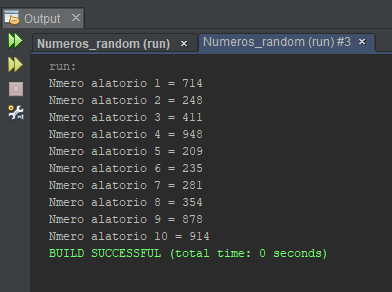 Output ×
Numeros_random (run) × Numeros_random (run) #3 ×
run:
Nmero alatorio 1 = 714
Nmero alatorio 2 = 248
Nmero alatorio 3 = 411
Nmero alatorio 4 = 948
Nmero alatorio 5 = 209
Nmero alatorio 6 = 235
Nmero alatorio 7 = 281
Nmero alatorio 8 = 354
Nmero alatorio 9 = 878
Nmero alatorio 10 = 914
BUILD SUCCESSFUL (total time: 0 seconds)